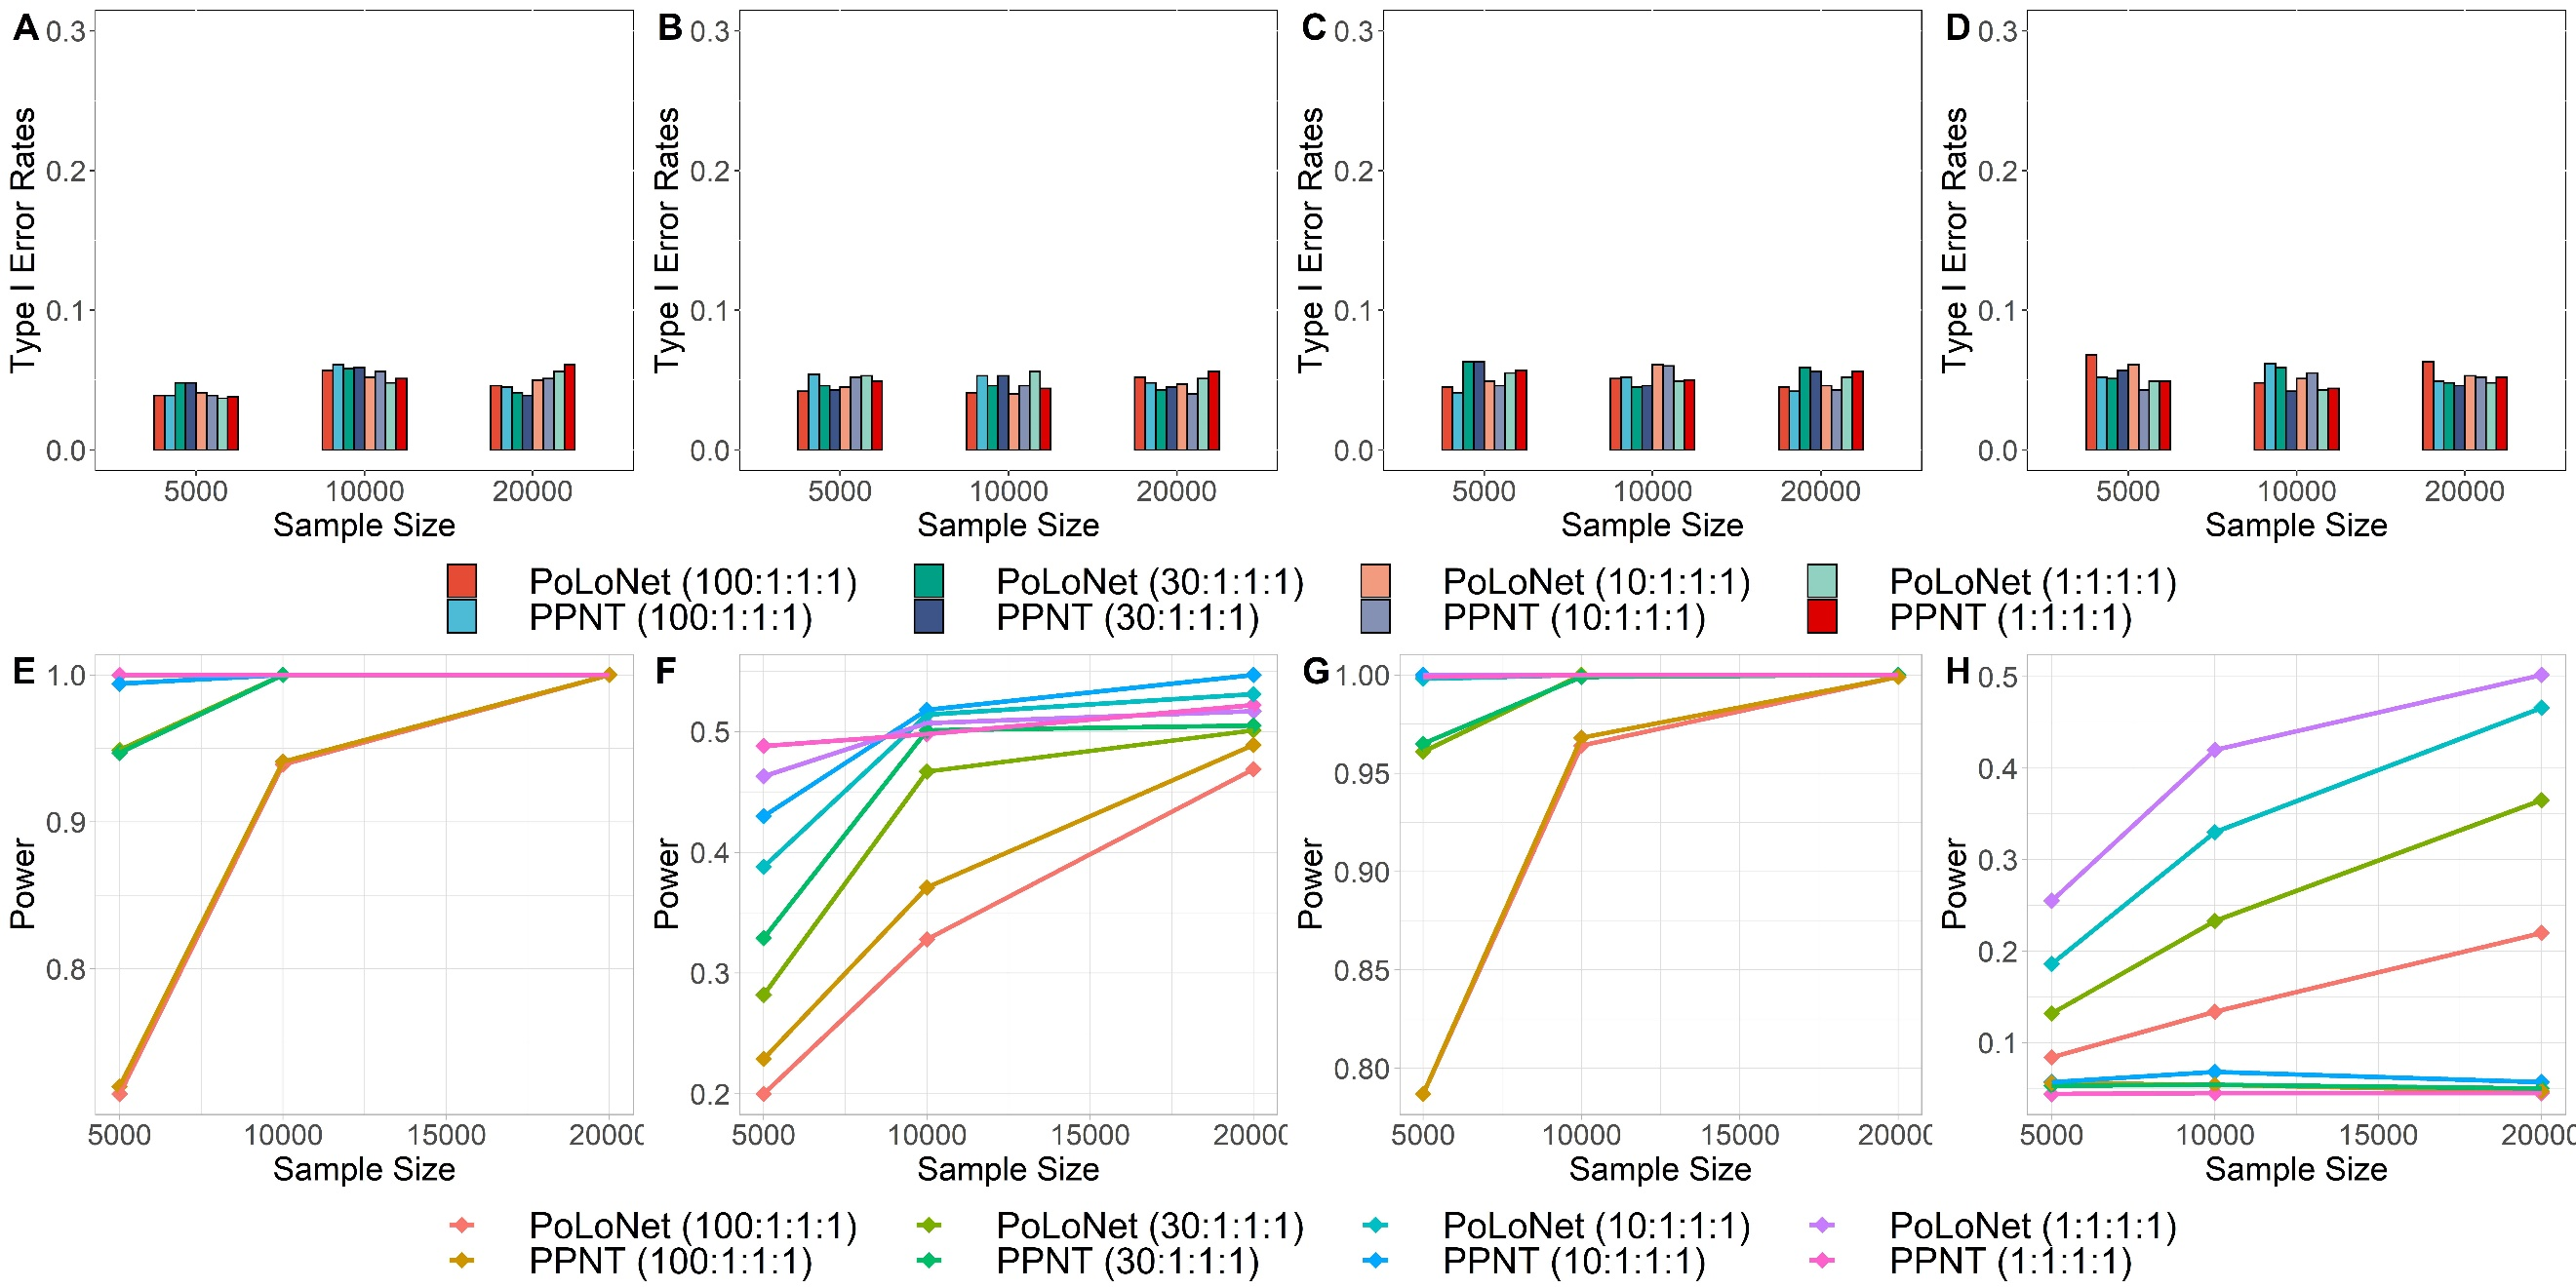 A B C D
0.3 0.3 0.3 0.3
0.2 0.2 0.2 0.2
0.1 0.1 0.1 0.1
0.0 0.0 0.0 0.0
Type I Error Rates Type I Error Rates Type I Error Rates Type I Error Rates
5000 10000 20000 5000 10000 20000 5000 10000 20000 5000 10000 20000
Sample Size Sample Size Sample Size Sample Size
PoLoNet (100:1:1:1) PoLoNet (30:1:1:1) PoLoNet (10:1:1:1) PoLoNet (1:1:1:1)
PPNT (100:1:1:1) PPNT (30:1:1:1) PPNT (10:1:1:1) PPNT (1:1:1:1)
E
1.0
0.9
0.8
Power
5000 10000 15000 20000
Sample Size
F
0.5
0.4
0.3
0.2
Power
5000 10000 15000 20000
Sample Size
G
1.00
0.95
0.90
0.85
0.80
Power
5000 10000 15000 20000
Sample Size
H
0.5
0.4
0.3
0.2
0.1
Power
5000 10000 15000 20000
Sample Size
PoLoNet (100:1:1:1) PoLoNet (30:1:1:1) PoLoNet (10:1:1:1) PoLoNet (1:1:1:1)
PPNT (100:1:1:1) PPNT (30:1:1:1) PPNT (10:1:1:1) PPNT (1:1:1:1)